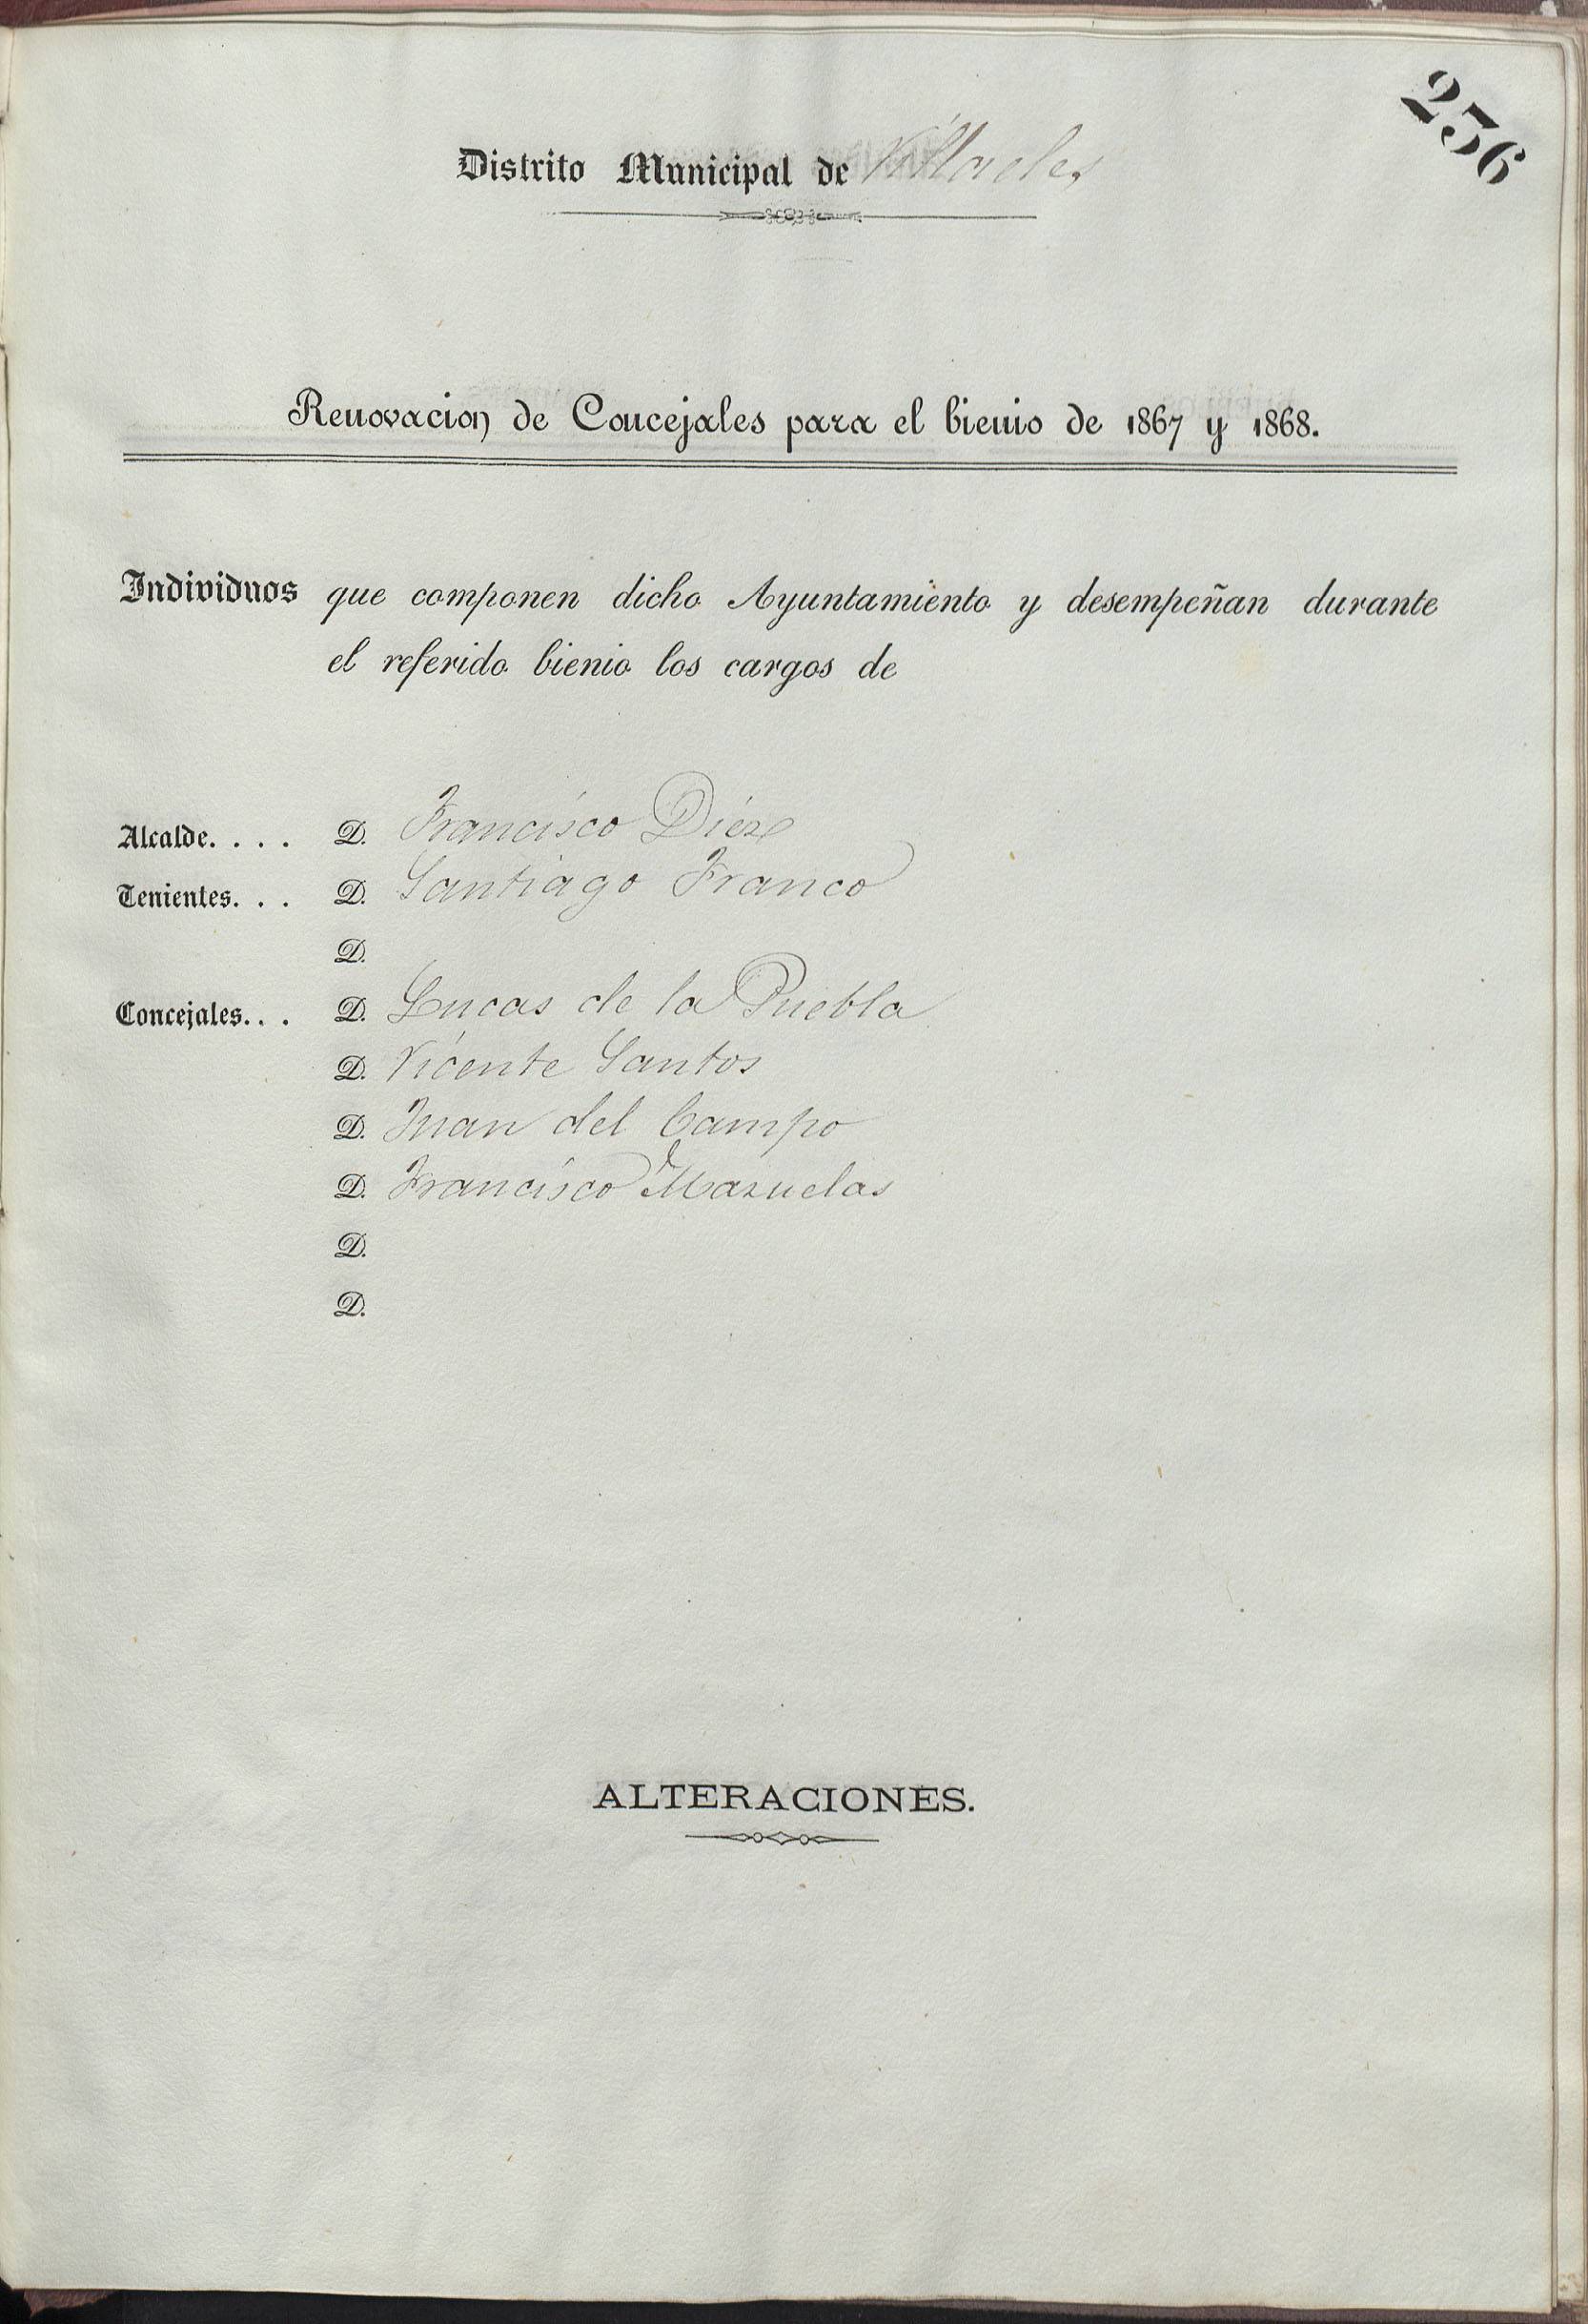 236
Distrito Municipal de Villaeles
Renovacion de Concejales para el bienio de 1867 y 1868.
Individuos que componen dicho Ayuntamiento y desempeñan durante
el referido bienio los cargos de
Alcalde. . . . D. Francisco Diez
Tenientes. . . D. Santiago Franco
D.
Concejales. . . D. Lucas de la Puebla
D. Vicente Santos
D. Juan del Campo
D. Francisco Mazuelas
D.
D.
ALTERACIONES.